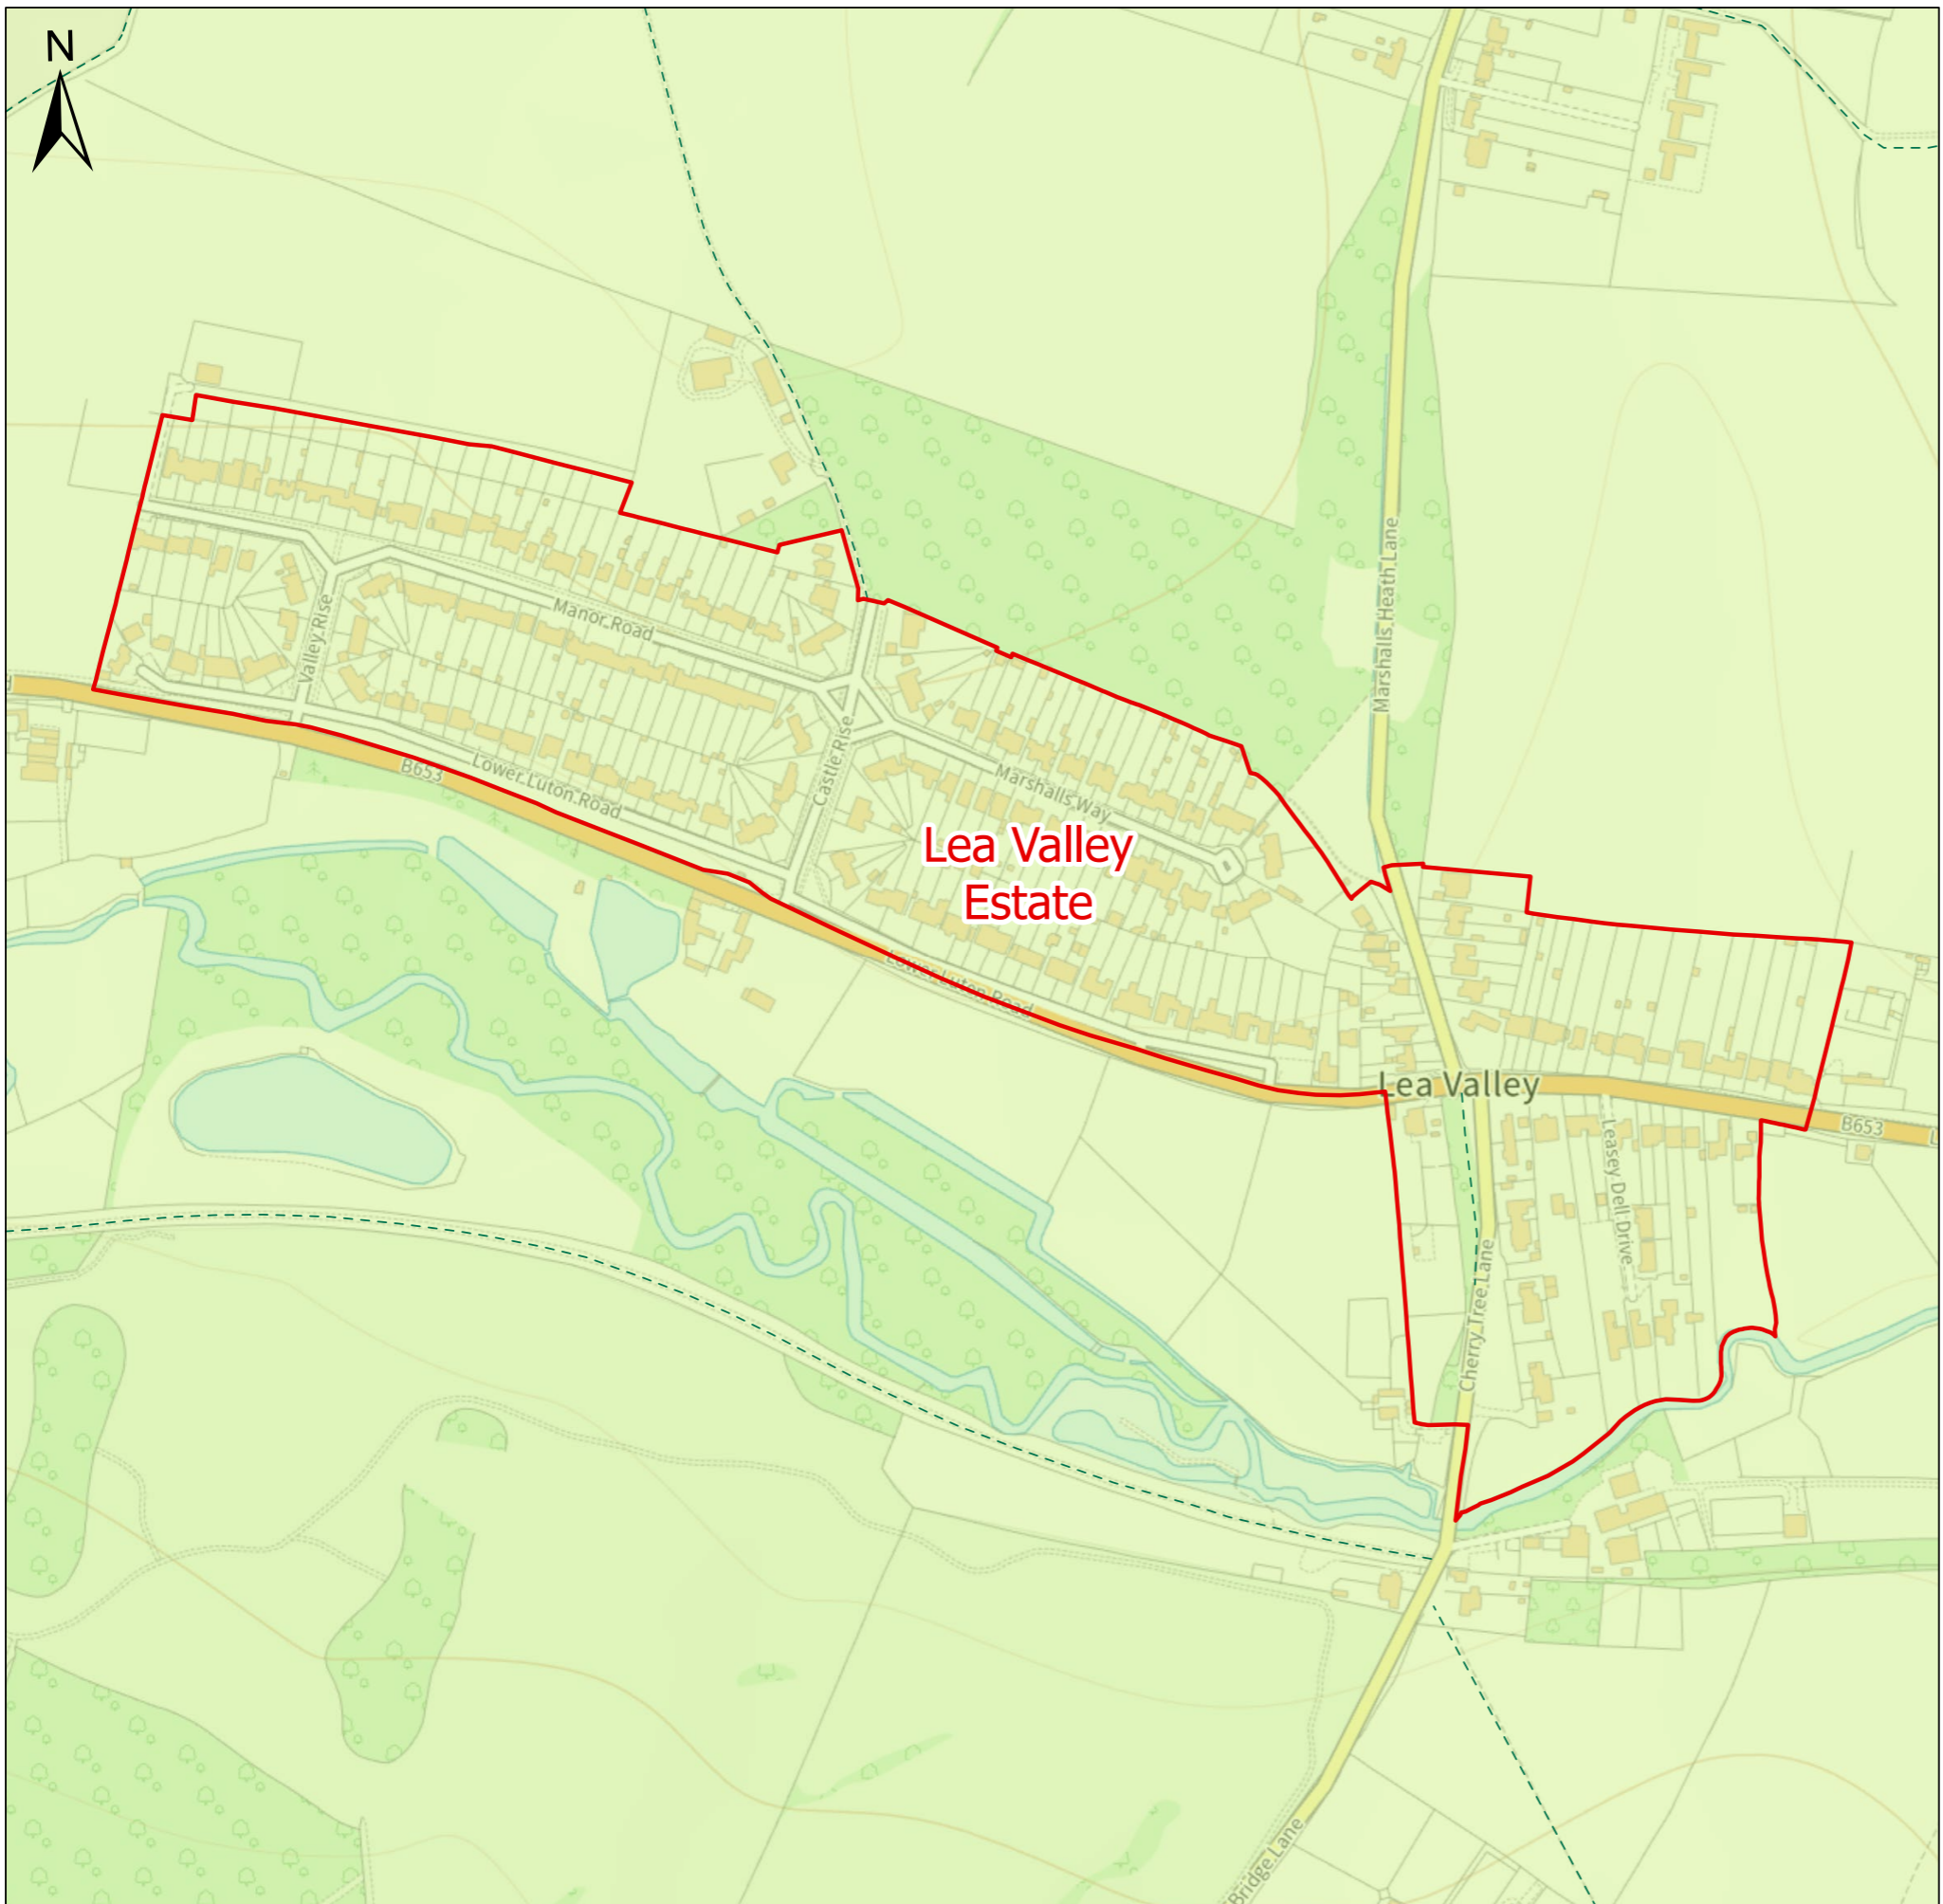 N
Marshalls Heath Lane
Valley Rise
Manor Road
Castle Rise
B653
Lower Luton Road
Marshalls Way
Lea Valley
Estate
Lower Luton Road
Lea Valley
B653
Leasey Dell Drive
Cherry Tree Lane
Bridge Lane